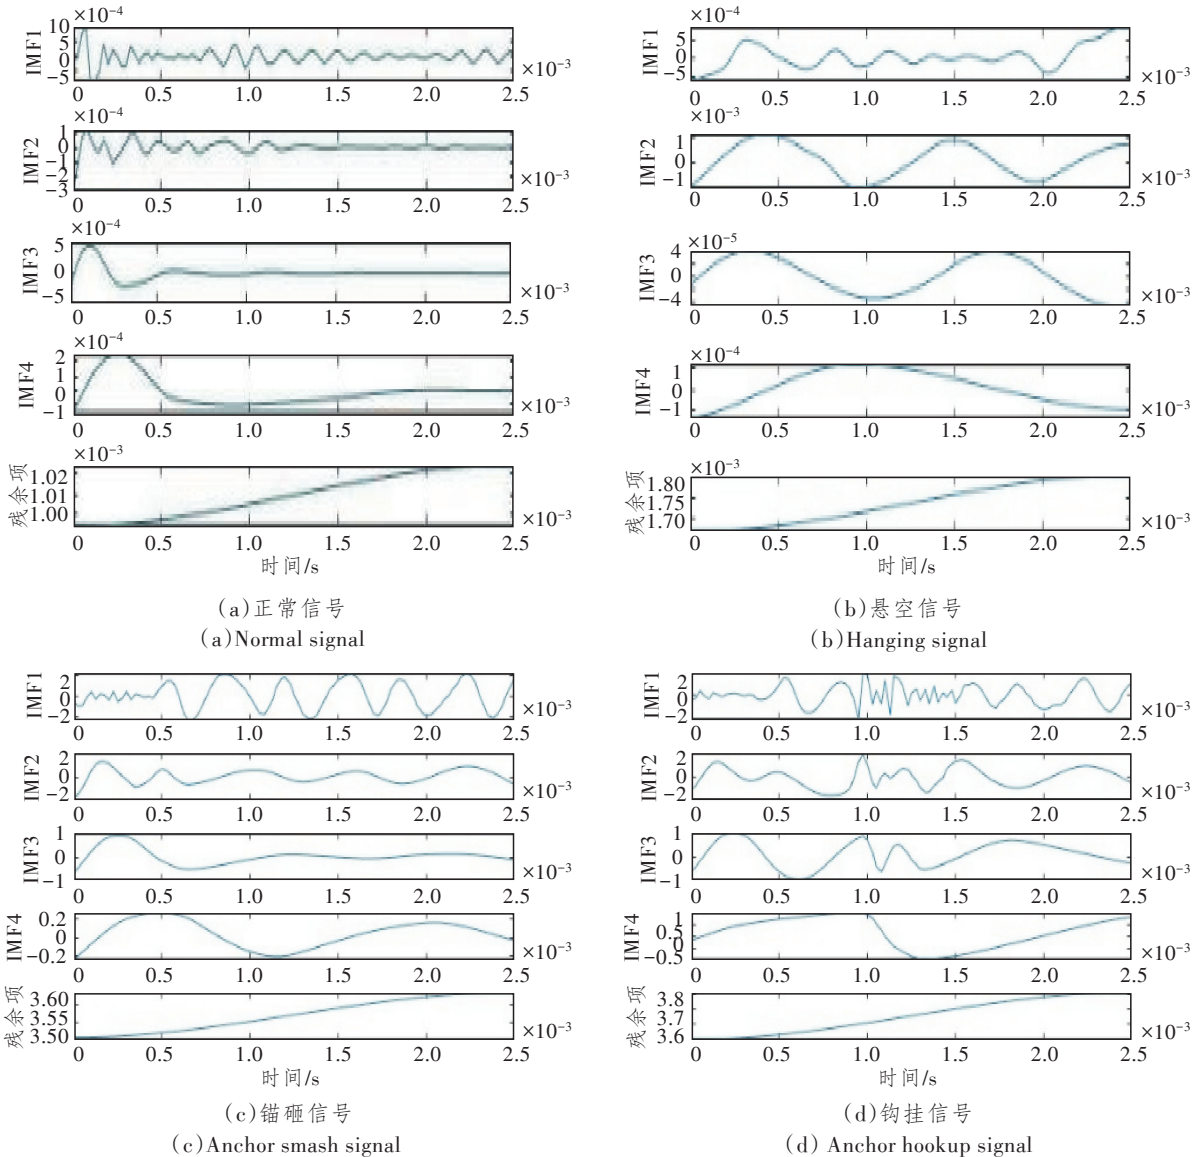 ×10−4
IMF1
10
5
0
−5
×10−3
0 0.5 1.0 1.5 2.0 2.5
×10−4
IMF2
1
0
−1
−2
−3
×10−3
0 0.5 1.0 1.5 2.0 2.5
×10−4
IMF3
5
0
−5
×10−3
0 0.5 1.0 1.5 2.0 2.5
×10−4
IMF4
2
1
0
−1
×10−3
0 0.5 1.0 1.5 2.0 2.5
×10−3
残余项
1.02
1.01
1.00
×10−3
0 0.5 1.0 1.5 2.0 2.5
时间/s
(a)正常信号
(a)Normal signal
×10−4
IMF1
5
0
−5
×10−3
0 0.5 1.0 1.5 2.0 2.5
×10−3
IMF2
1
0
−1
×10−3
0 0.5 1.0 1.5 2.0 2.5
×10−5
IMF3
4
0
−4
×10−3
0 0.5 1.0 1.5 2.0 2.5
×10−4
IMF4
1
0
−1
×10−3
0 0.5 1.0 1.5 2.0 2.5
×10−3
残余项
1.80
1.75
1.70
×10−3
0 0.5 1.0 1.5 2.0 2.5
时间/s
(b)悬空信号
(b)Hanging signal
IMF1
2
0
−2
×10−3
0 0.5 1.0 1.5 2.0 2.5
IMF2
2
0
−2
×10−3
0 0.5 1.0 1.5 2.0 2.5
IMF3
1
0
−1
×10−3
0 0.5 1.0 1.5 2.0 2.5
IMF4
0.2
0
−0.2
×10−3
0 0.5 1.0 1.5 2.0 2.5
残余项
3.60
3.55
3.50
×10−3
0 0.5 1.0 1.5 2.0 2.5
时间/s
(c)锚砸信号
(c)Anchor smash signal
IMF1
2
0
−2
×10−3
0 0.5 1.0 1.5 2.0 2.5
IMF2
2
0
−2
×10−3
0 0.5 1.0 1.5 2.0 2.5
IMF3
1
0
−1
×10−3
0 0.5 1.0 1.5 2.0 2.5
IMF4
1
0.5
0
−0.5
×10−3
0 0.5 1.0 1.5 2.0 2.5
残余项
3.8
3.7
3.6
×10−3
0 0.5 1.0 1.5 2.0 2.5
时间/s
(d)钩挂信号
(d) Anchor hookup signal